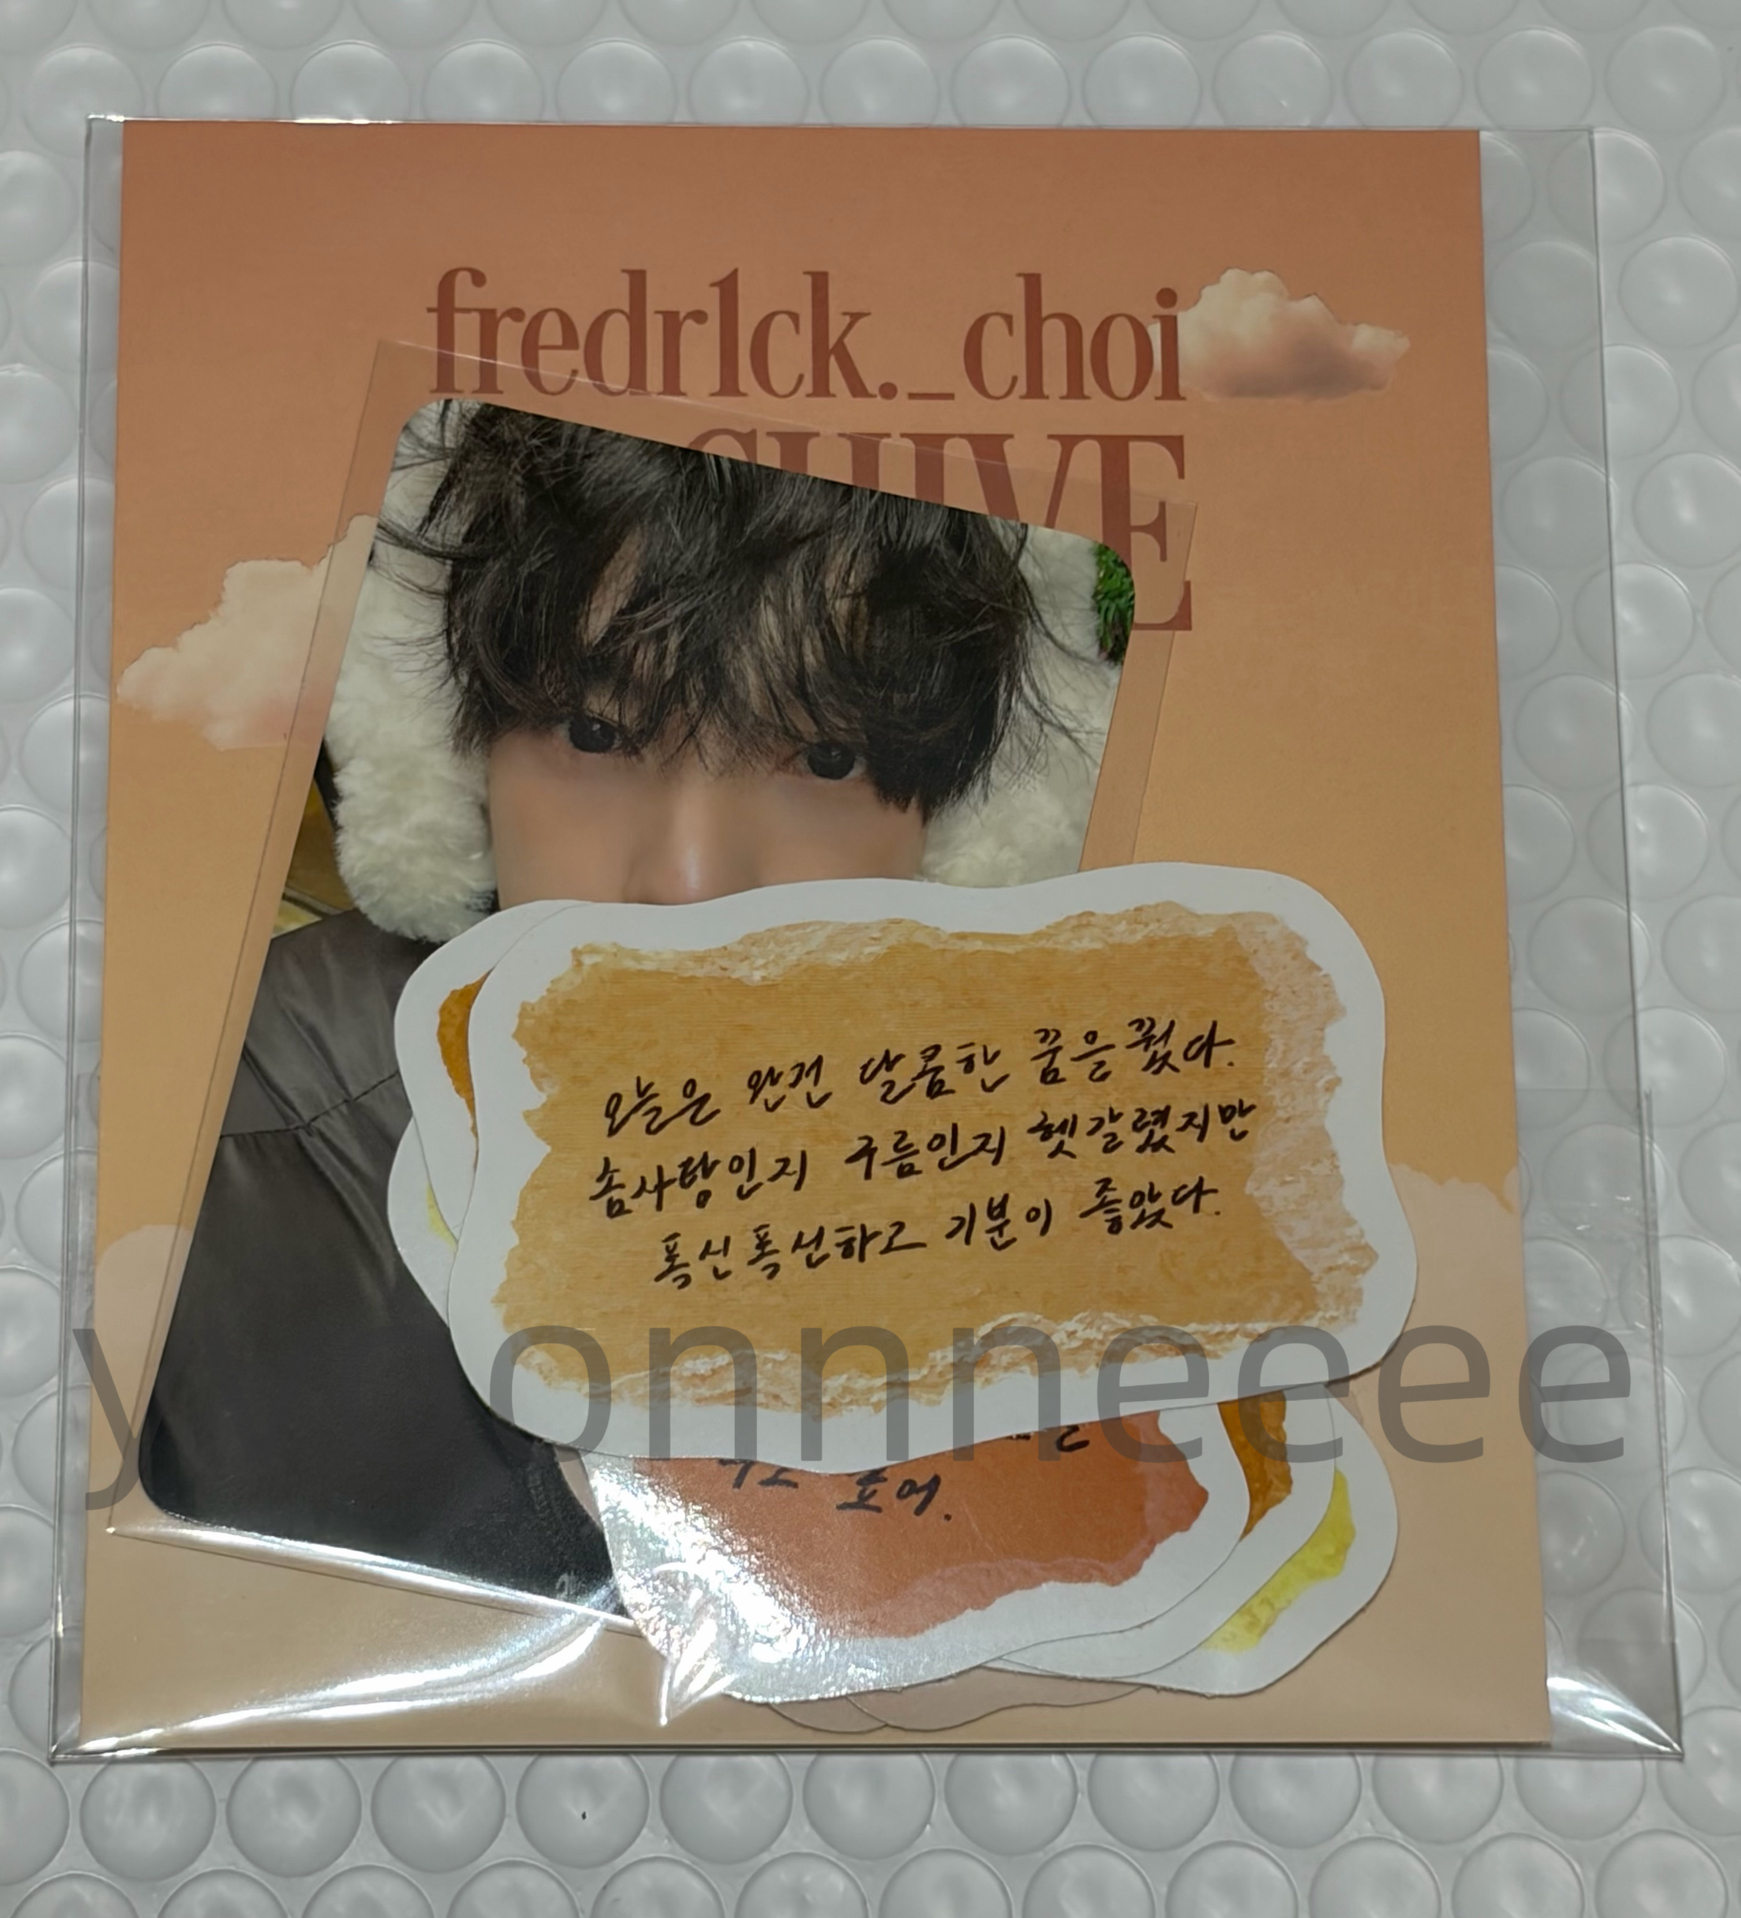 fredr1ck._choi
CHIVE
오늘은 완전 달콤한 꿈을 꿨다.
솜사탕인지 구름인지 헷갈렸지만
폭신폭신하고 기분이 좋았다.
onnneeee